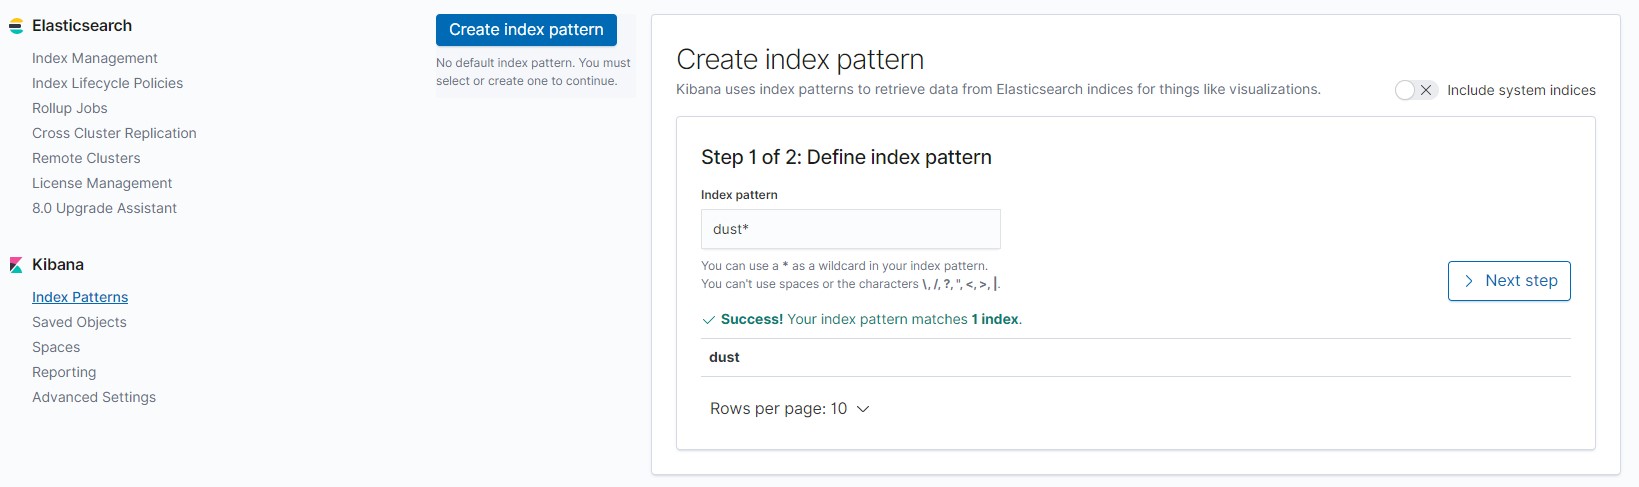 Elasticsearch
Index Management
Index Lifecycle Policies
Rollup Jobs
Cross Cluster Replication
Remote Clusters
License Management
8.0 Upgrade Assistant
Kibana
Index Patterns
Saved Objects
Spaces
Reporting
Advanced Settings
Create index pattern
No default index pattern. You must
select or create one to continue.
Create index pattern
Kibana uses index patterns to retrieve data from Elasticsearch indices for things like visualizations.
Include system indices
Step 1 of 2: Define index pattern
Index pattern
dust*
You can use a * as a wildcard in your index pattern.
You can't use spaces or the characters \, /, ?, ", <, >, |.
Next step
Success! Your index pattern matches 1 index.
dust
Rows per page: 10